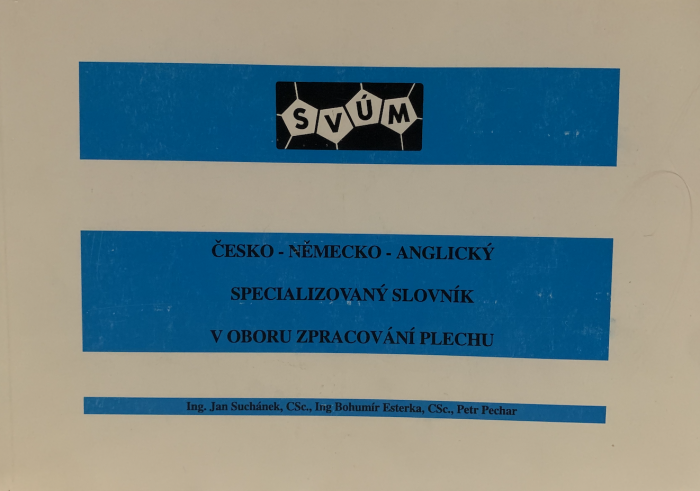 SVÚM
ČESKO - NĚMECKO - ANGLICKÝ
SPECIALIZOVANÝ SLOVNÍK
V OBORU ZPRACOVÁNÍ PLECHU
Ing. Jan Suchánek, CSc., Ing Bohumír Esterka, CSc., Petr Pechar